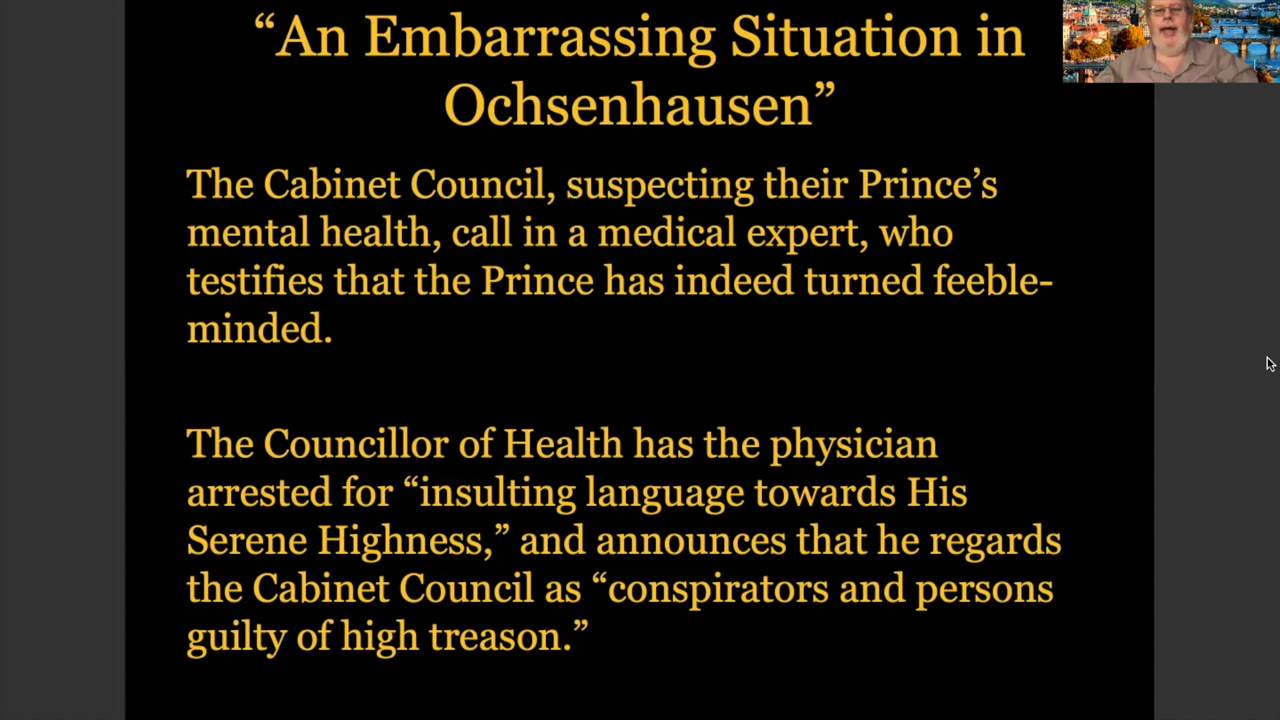 “An Embarrassing Situation in
Ochsenhausen”
The Cabinet Council, suspecting their Prince’s
mental health, call in a medical expert, who
testifies that the Prince has indeed turned feeble-
minded.
The Councillor of Health has the physician
arrested for “insulting language towards His
Serene Highness,” and announces that he regards
the Cabinet Council as “conspirators and persons
guilty of high treason.”